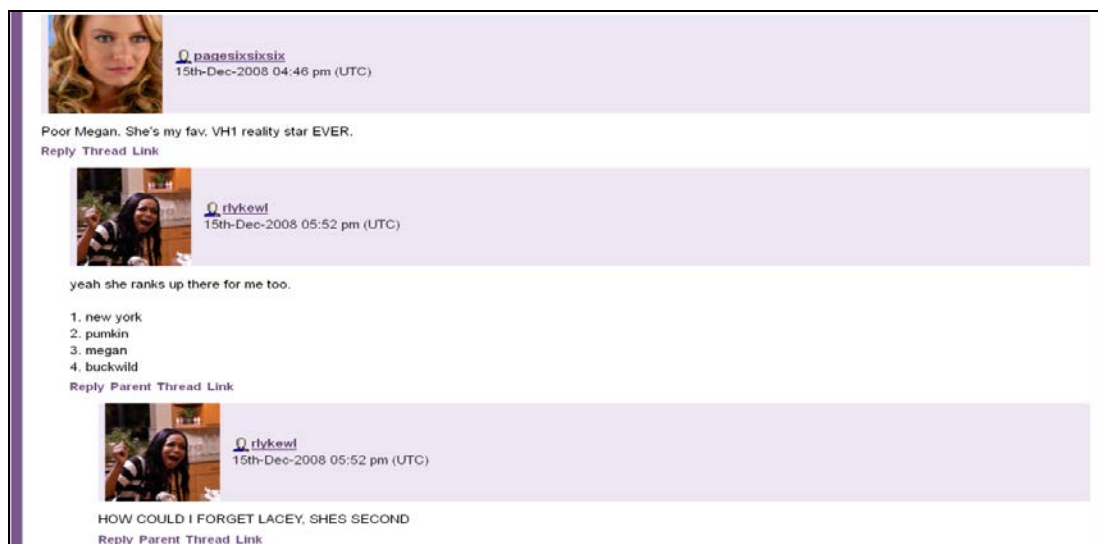 pagesixsixsix
15th-Dec-2008 04:46 pm (UTC)
Poor Megan. She's my fav. VH1 reality star EVER.
Reply Thread Link
rlykewl
15th-Dec-2008 05:52 pm (UTC)
yeah she ranks up there for me too.
1. new york
2. pumkin
3. megan
4. buckwild
Reply Parent Thread Link
rlykewl
15th-Dec-2008 05:52 pm (UTC)
HOW COULD I FORGET LACEY, SHES SECOND
Reply Parent Thread Link